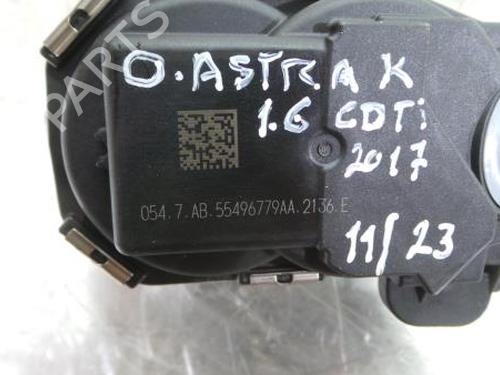 O. ASTRA K
1.6 CDTi
2017
054.7.AB.55496779AA.2136.E
11/23
PARTS